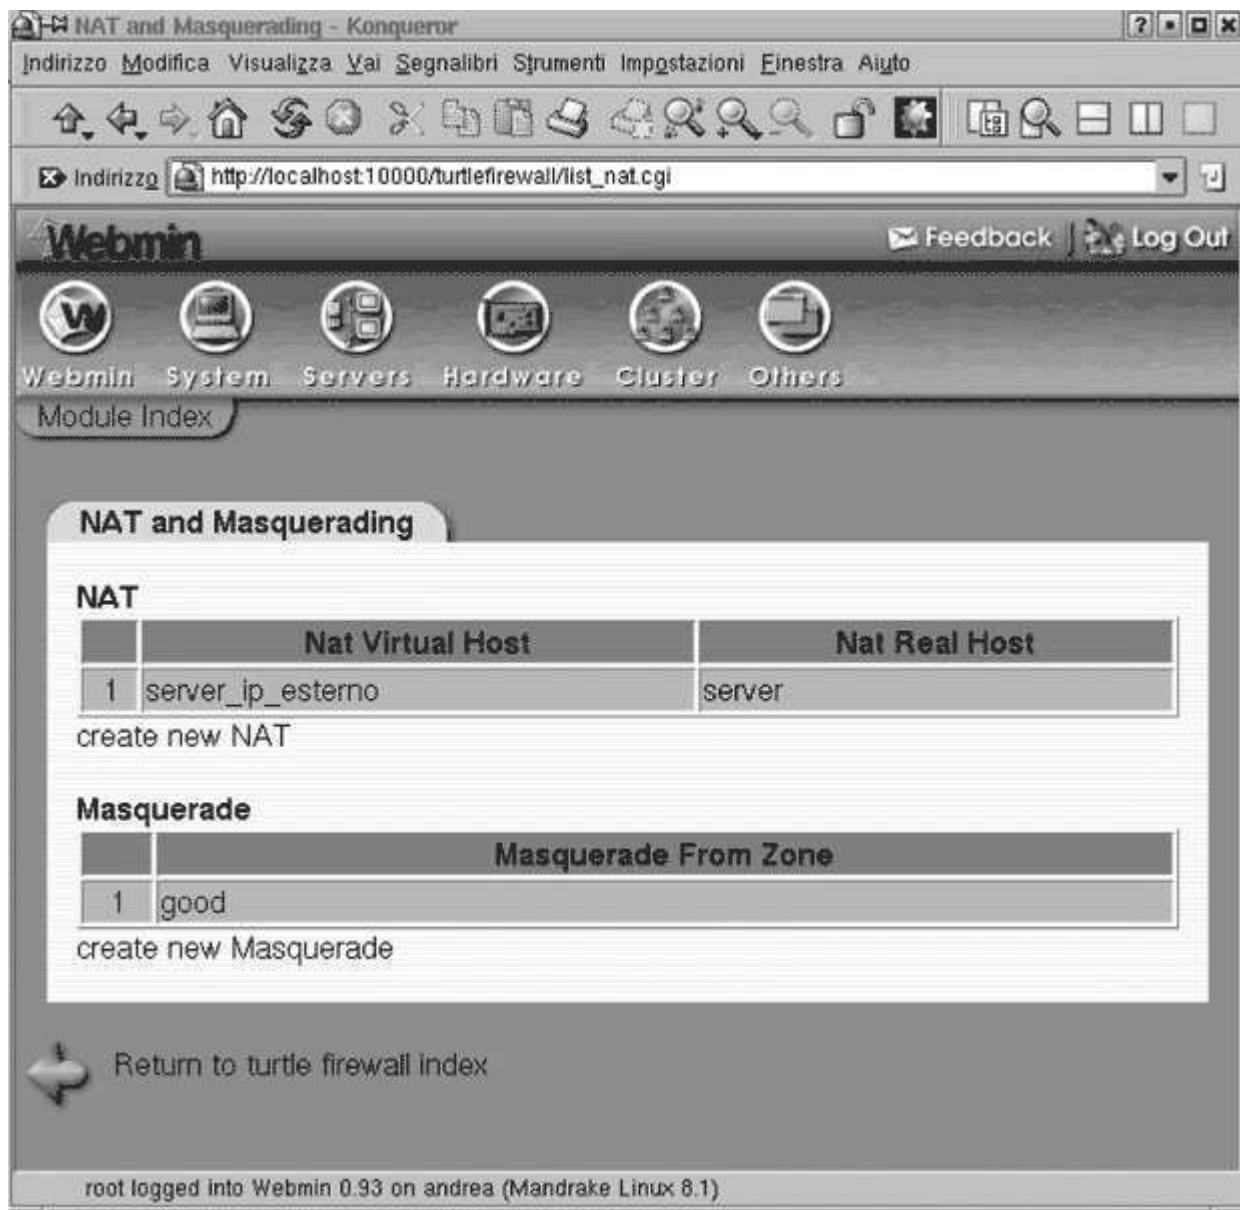 NAT and Masquerading - Konqueror
Indirizzo Modifica Visualizza Vai Segnalibri Strumenti Impostazioni Finestra Aiuto
Indirizzo http://localhost:10000/turtlefirewall/list_nat.cgi
Webmin Feedback | Log Out
Webmin System Servers Hardware Cluster Others
Module Index
NAT and Masquerading
NAT
Nat Virtual Host Nat Real Host
1 server_ip_esterno server
create new NAT
Masquerade
Masquerade From Zone
1 good
create new Masquerade
Return to turtle firewall index
root logged into Webmin 0.93 on andrea (Mandrake Linux 8.1)